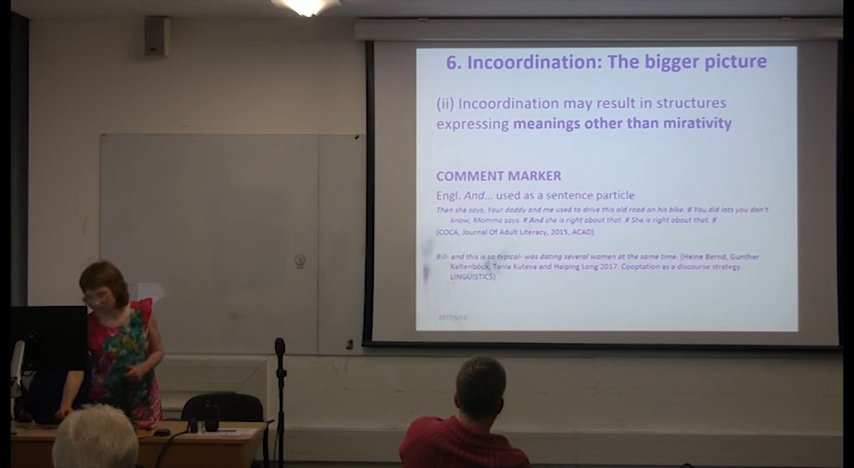 6. Incoordination: The bigger picture
(ii) Incoordination may result in structures
expressing meanings other than mirativity
COMMENT MARKER
Engl. And... used as a sentence particle
Then she says, Your daddy and me used to drive this old road on his bike. # You did lots you don't
know, Momma says. # And she is right about that. # She is right about that. #
(COCA, Journal Of Adult Literacy, 2015, ACAD)
Bill- and this is so typical- was dating several women at the same time. (Heine Bernd, Gunther
Kaltenböck, Tania Kuteva and Haiping Long 2017. Cooptation as a discourse strategy.
LINGUISTICS)